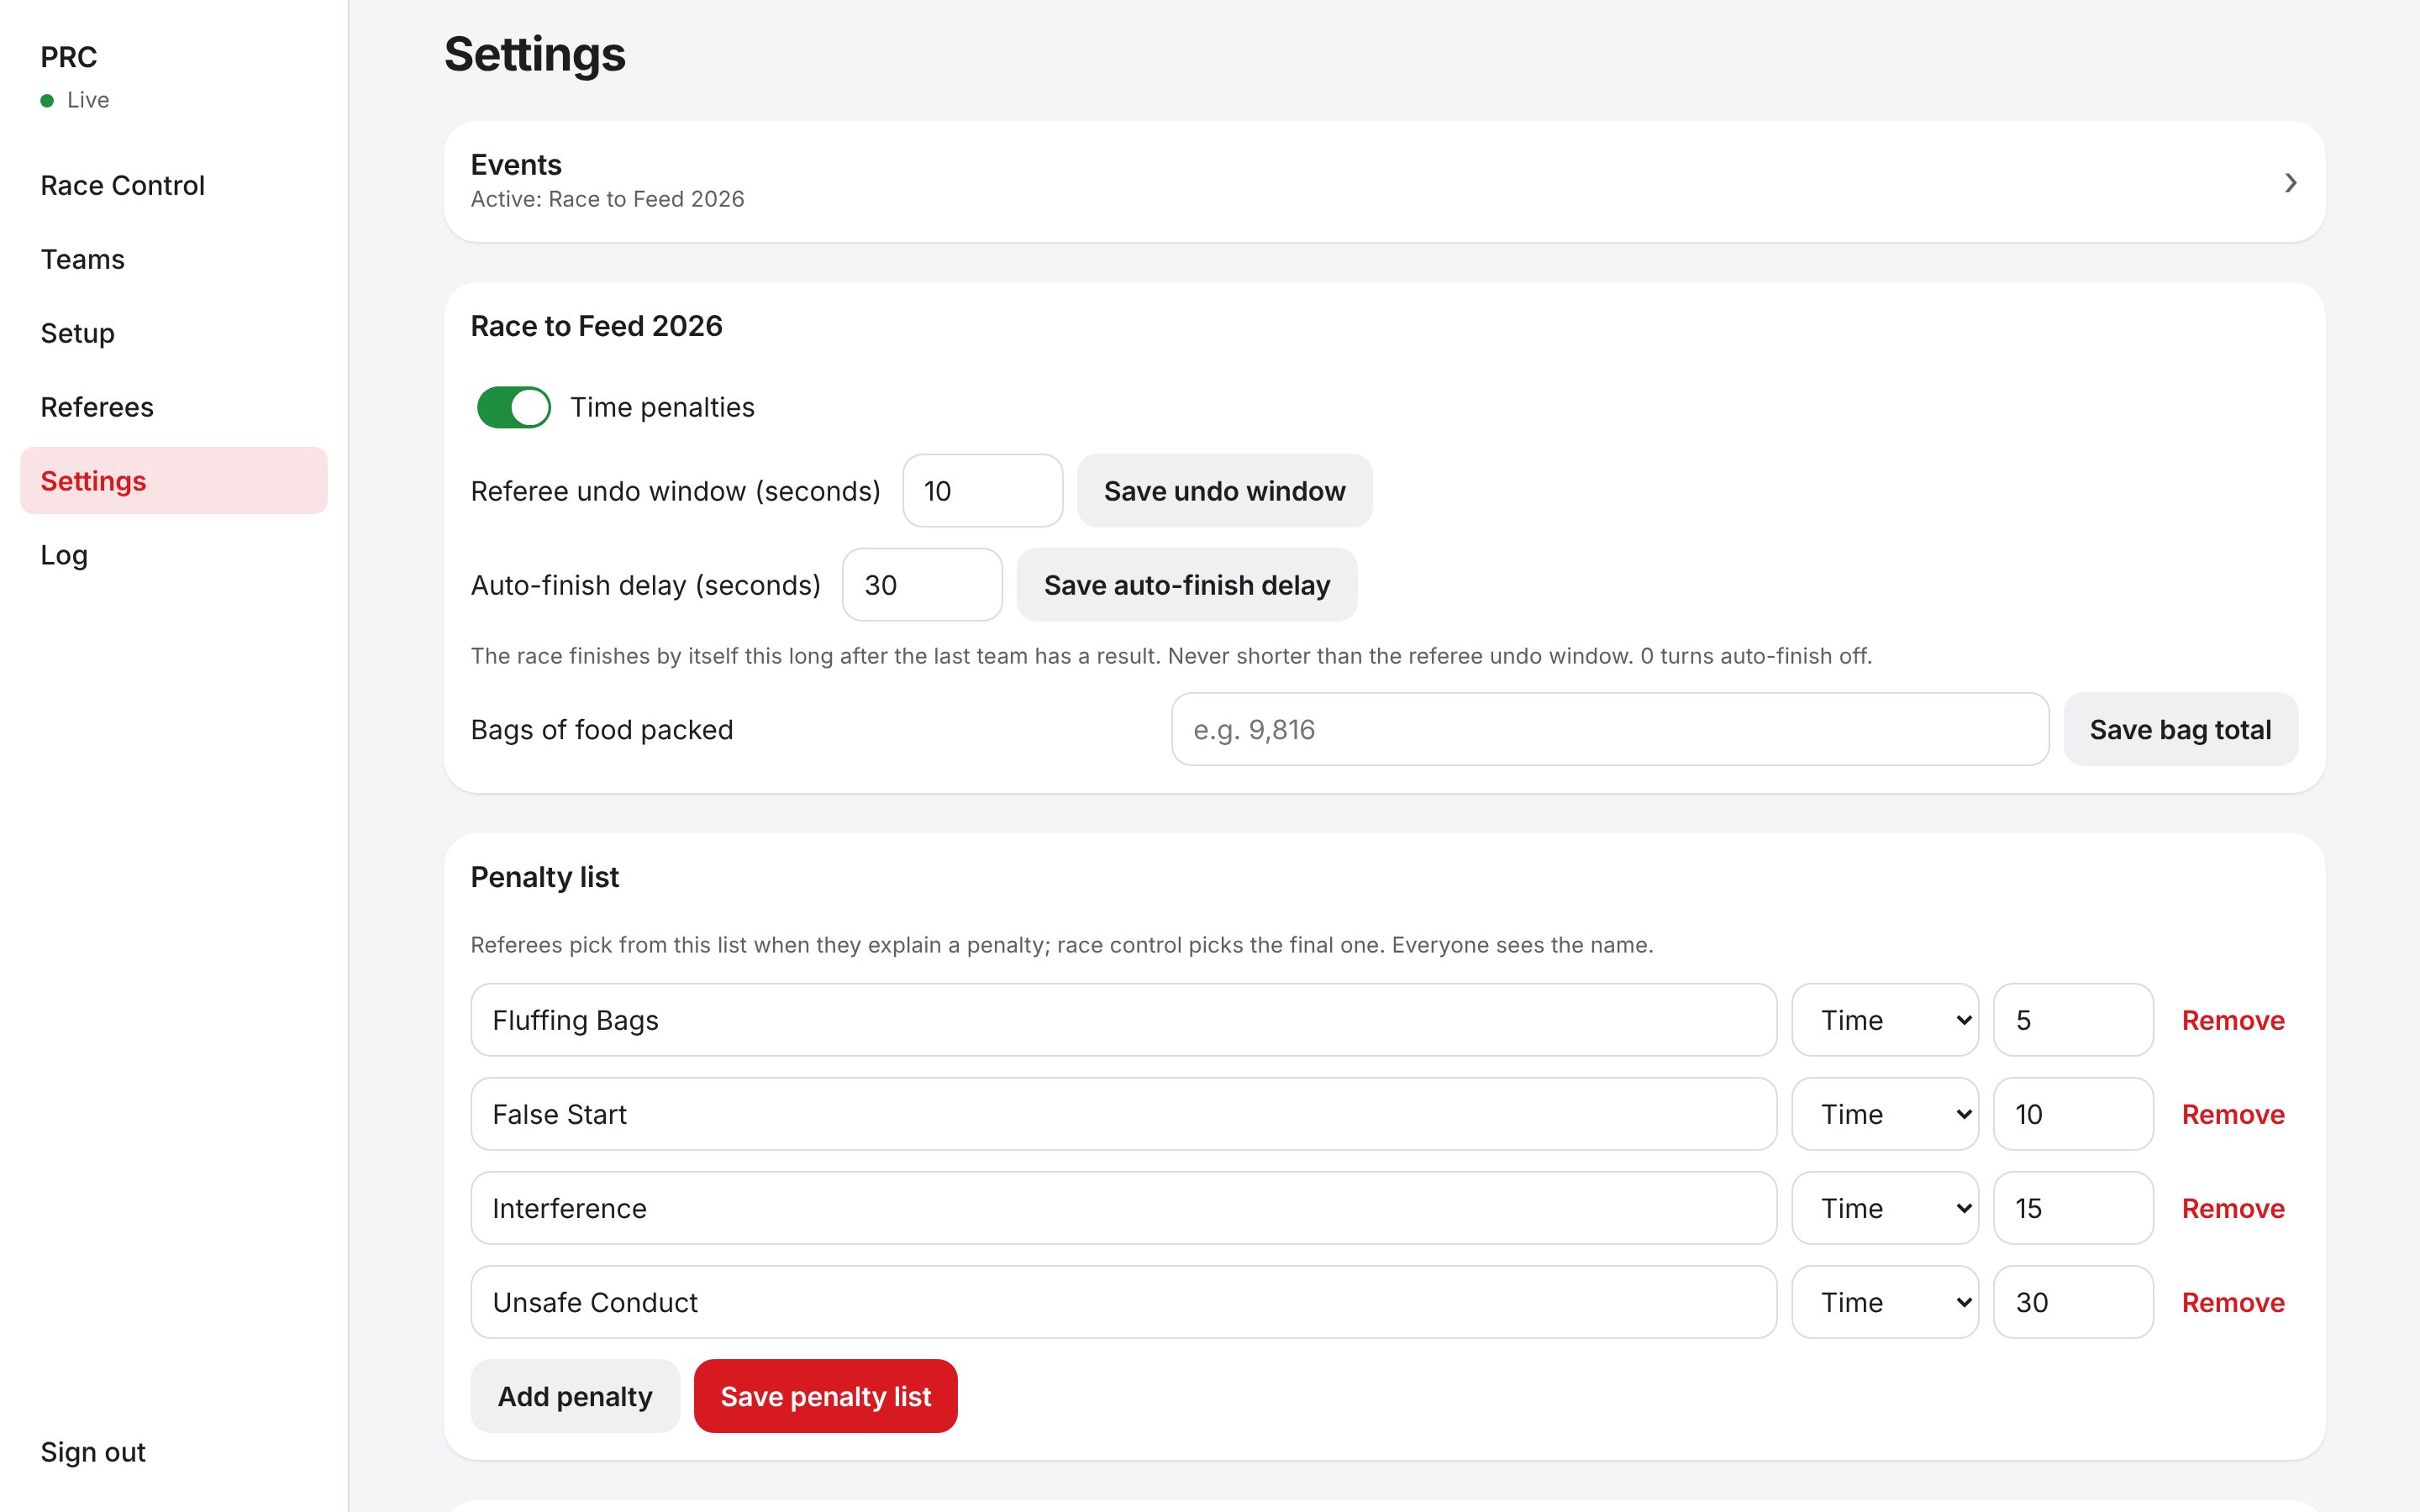 PRC
Live
Race Control
Teams
Setup
Referees
Settings
Log
Sign out
Settings
Events
Active: Race to Feed 2026
Race to Feed 2026
Time penalties
Referee undo window (seconds) 10 Save undo window
Auto-finish delay (seconds) 30 Save auto-finish delay
The race finishes by itself this long after the last team has a result. Never shorter than the referee undo window. 0 turns auto-finish off.
Bags of food packed e.g. 9,816 Save bag total
Penalty list
Referees pick from this list when they explain a penalty; race control picks the final one. Everyone sees the name.
Fluffing Bags Time 5 Remove
False Start Time 10 Remove
Interference Time 15 Remove
Unsafe Conduct Time 30 Remove
Add penalty Save penalty list